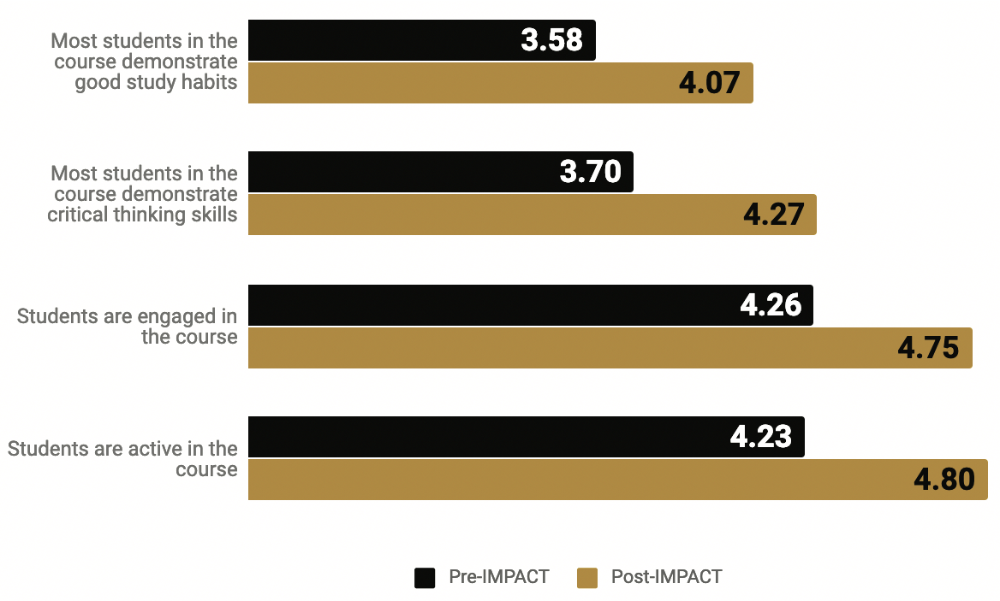 Most students in the
course demonstrate
good study habits
3.58
4.07
Most students in the
course demonstrate
critical thinking skills
3.70
4.27
Students are engaged in
the course
4.26
4.75
Students are active in the
course
4.23
4.80
Pre-IMPACT
Post-IMPACT